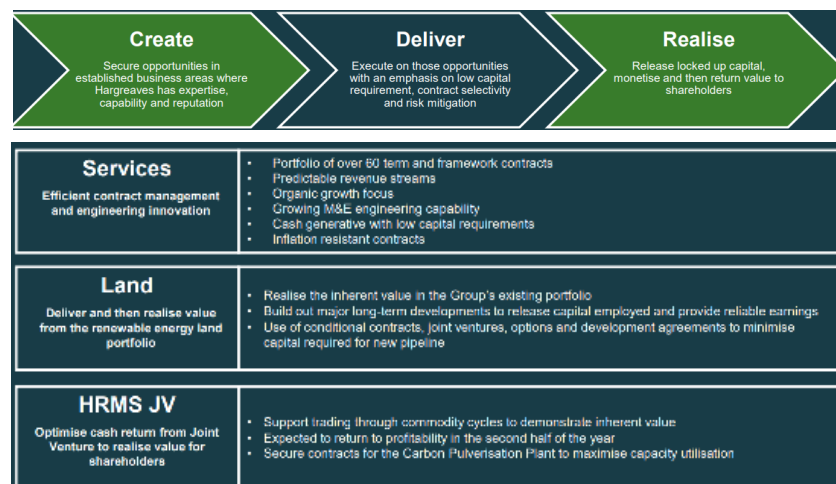 Create
Secure opportunities in
established business areas where
Hargreaves has expertise,
capability and reputation
Deliver
Execute on those opportunities
with an emphasis on low capital
requirement, contract selectivity
and risk mitigation
Realise
Release locked up capital,
monetise and then return value to
shareholders
Services
Efficient contract management
and engineering innovation
• Portfolio of over 60 term and framework contracts
• Predictable revenue streams
• Organic growth focus
• Growing M&E engineering capability
• Cash generative with low capital requirements
• Inflation resistant contracts
Land
Deliver and then realise value
from the renewable energy land
portfolio
• Realise the inherent value in the Group's existing portfolio
• Build out major long-term developments to release capital employed and provide reliable earnings
• Use of conditional contracts, joint ventures, options and development agreements to minimise
capital required for new pipeline
HRMS JV
Optimise cash return from Joint
Venture to realise value for
shareholders
• Support trading through commodity cycles to demonstrate inherent value
• Expected to return to profitability in the second half of the year
• Secure contracts for the Carbon Pulverisation Plant to maximise capacity utilisation